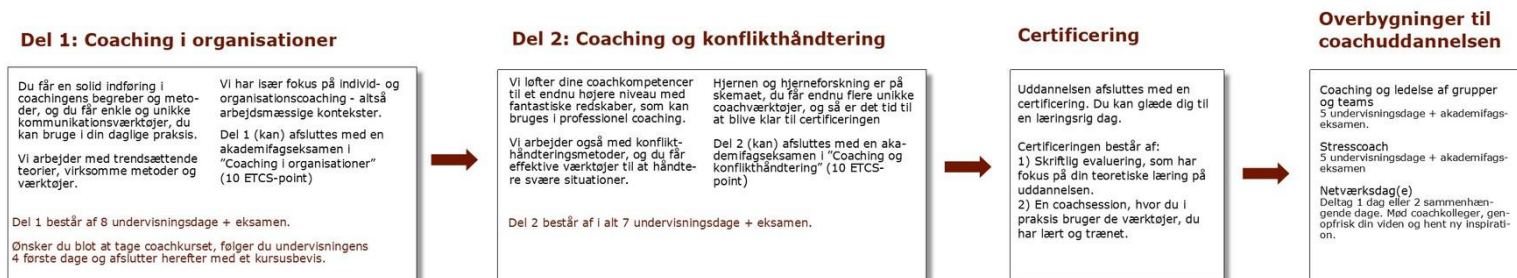 Del 1: Coaching i organisationer
Du får en solid indføring i
coachingens begreber og meto-
der, og du får enkle og unikke
kommunikationsværktøjer, du
kan bruge i din daglige praksis.
Vi arbejder med trendsættende
teorier, virksomme metoder og
værktøjer.
Vi har især fokus på individ- og
organisationscoaching - altså
arbejdsmæssige kontekster.
Del 1 (kan) afsluttes med en
akademifagseksamen i
”Coaching i organisationer”
(10 ETCS-point)
Del 1 består af 8 undervisningsdage + eksamen.
Ønsker du blot at tage coachkurset, følger du undervisningens
4 første dage og afslutter herefter med et kursusbevis.
Del 2: Coaching og konflikthåndtering
Vi løfter dine coachkompetencer
til et endnu højere niveau med
fantastiske redskaber, som kan
bruges i professionel coaching.
Vi arbejder også med konflikt-
håndteringsmetoder, og du får
effektive værktøjer til at håndte-
re svære situationer.
Hjernen og hjerneforskning er på
skemaet, du får endnu flere unikke
coachværktøjer, og så er det tid til
at blive klar til certificeringen
Del 2 (kan) afsluttes med en aka-
demifagseksamen i ”Coaching og
konflikthåndtering” (10 ETCS-
point)
Del 2 består af i alt 7 undervisningsdage + eksamen.
Certificering
Uddannelsen afsluttes med en
certificering. Du kan glæde dig til
en læringsrig dag.
Certificeringen består af:
1) Skriftlig evaluering, som har
fokus på din teoretiske læring på
uddannelsen.
2) En coachsession, hvor du i
praksis bruger de værktøjer, du
har lært og trænet.
Overbygninger til
coachuddannelsen
Coaching og ledelse af grupper
og teams
5 undervisningdage + akademifags-
eksamen.
Stresscoach
5 undervisningdage + akademifags-
eksamen
Netværksdag(e)
Deltag 1 dag eller 2 sammenhæn-
gende dage. Mød coachkolleger, gen-
opfrisk din viden og hent ny inspirati-
on.